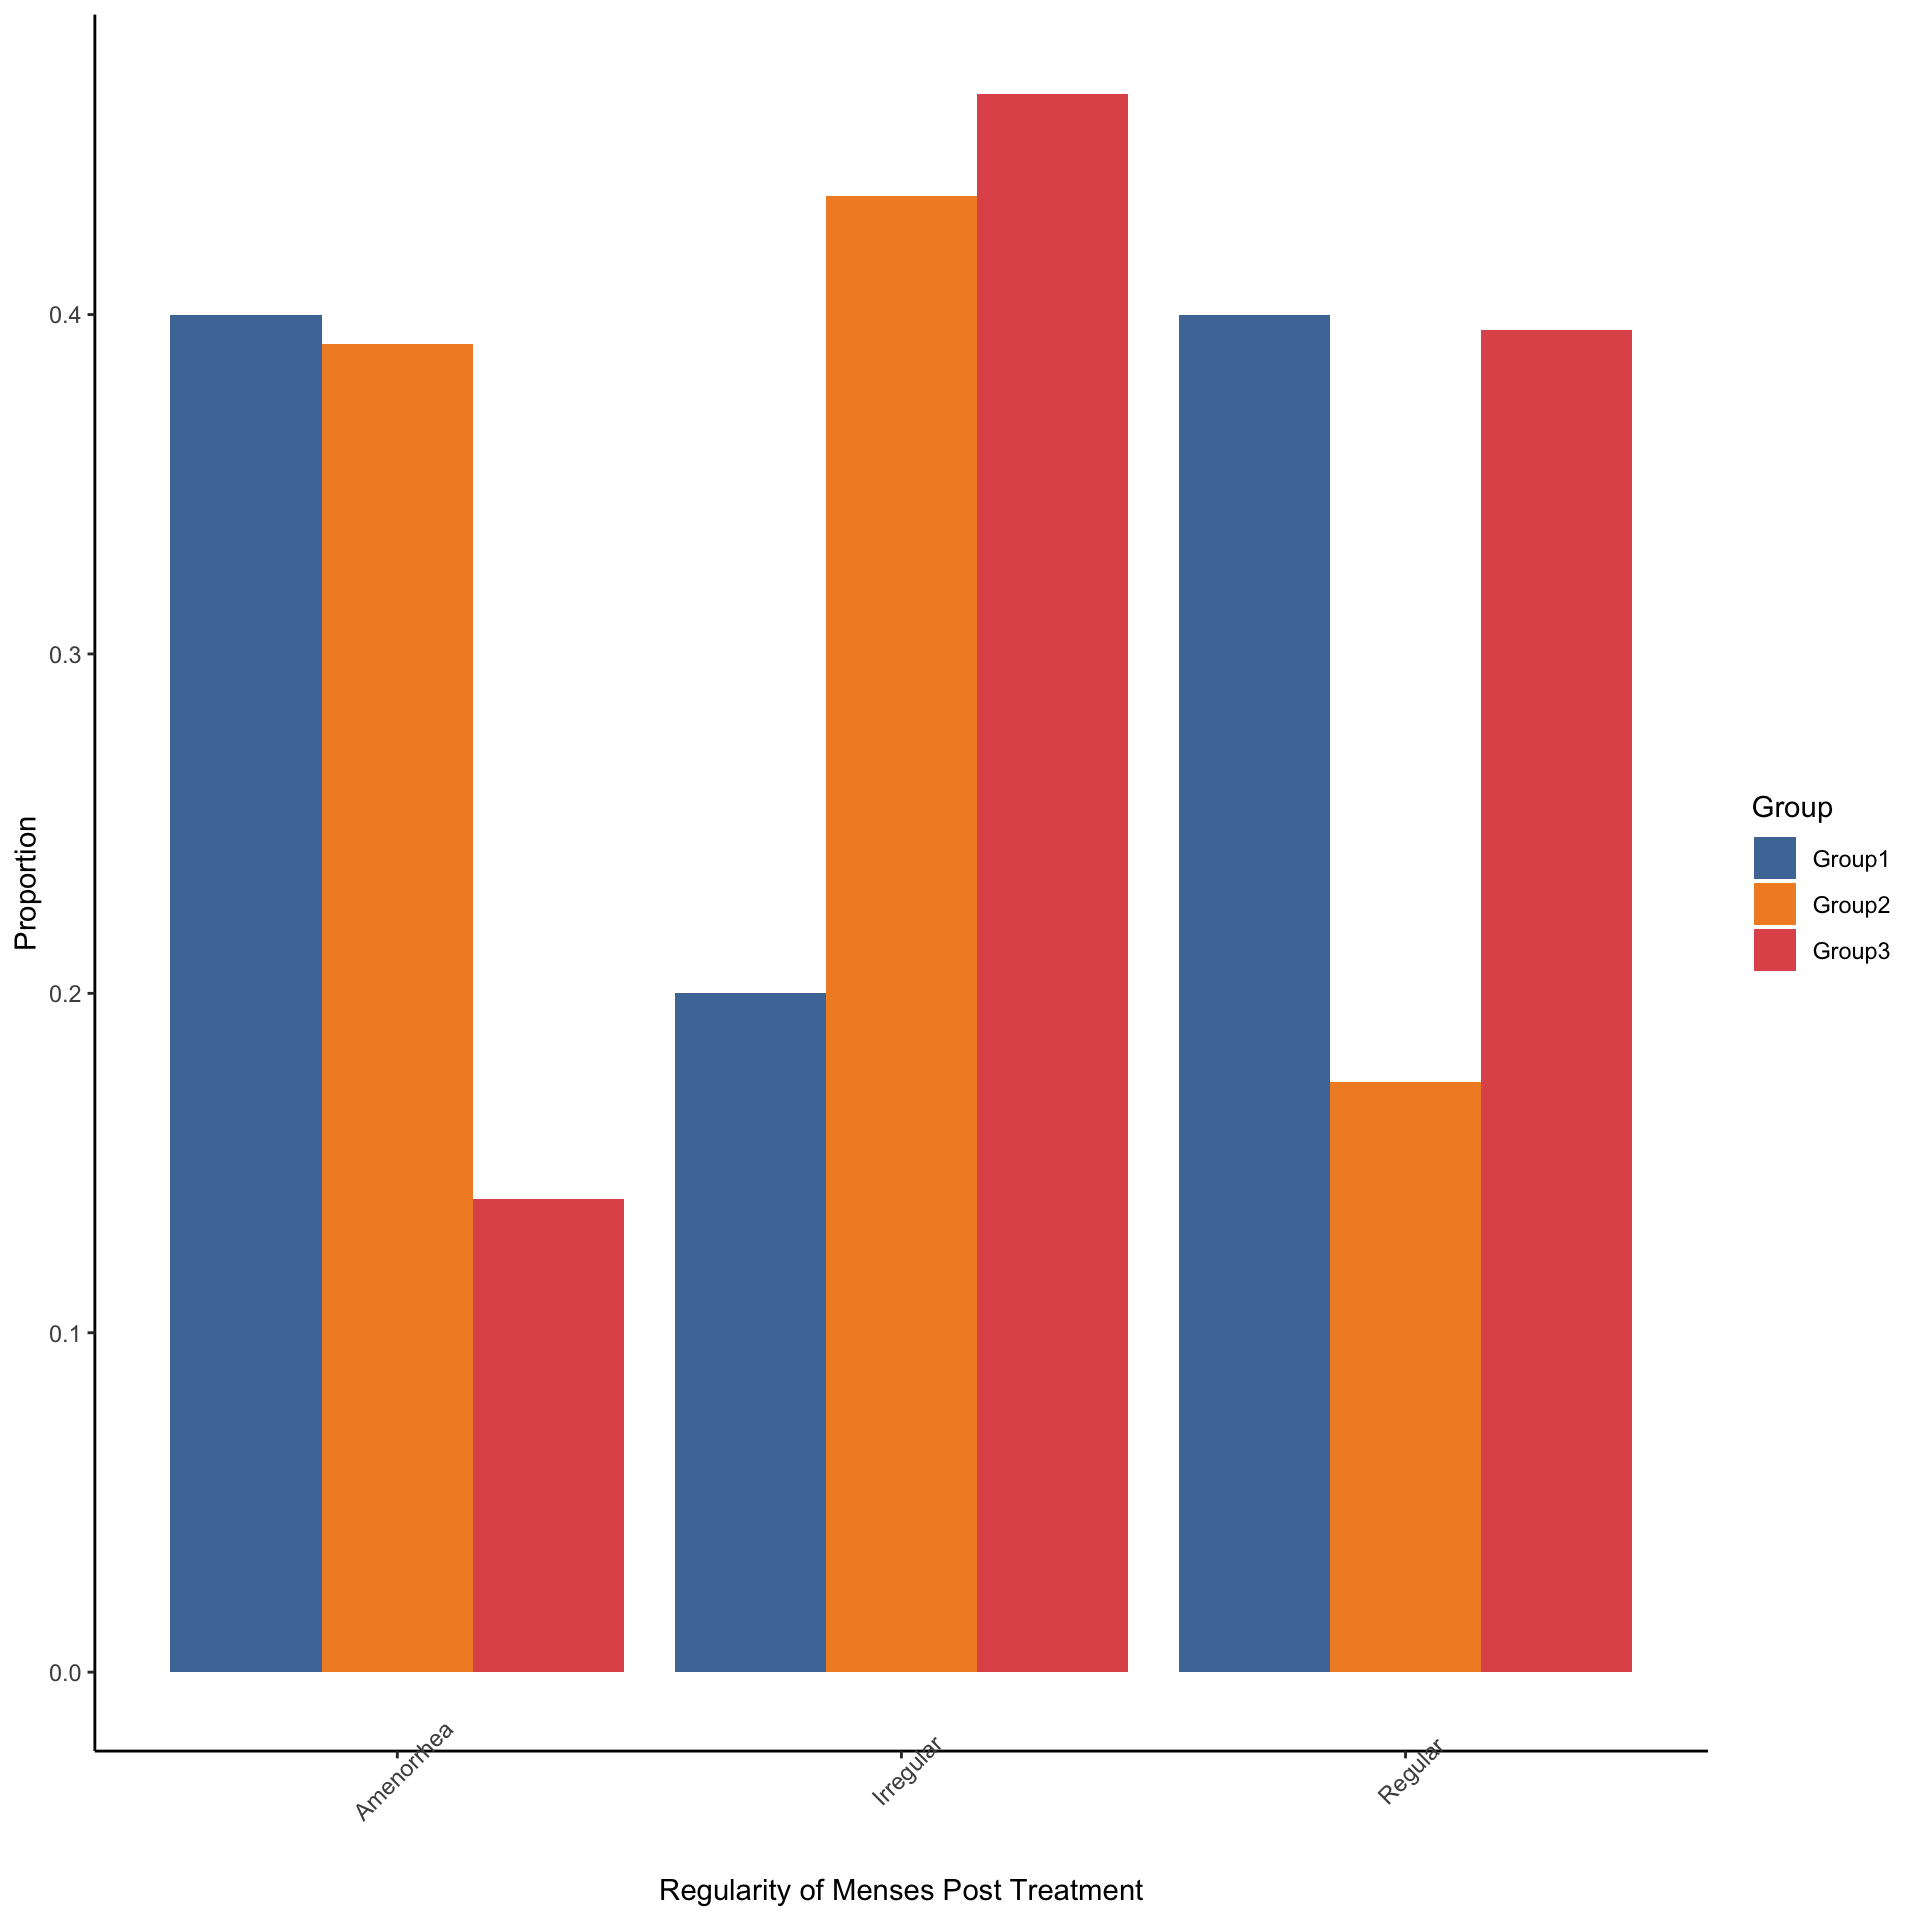 0.4
0.3
0.2
0.1
0.0
Proportion
Amenorrhea
Irregular
Regular
Regularity of Menses Post Treatment
Group
Group1
Group2
Group3